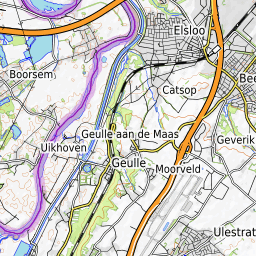 Elsloo
Boorsem
Bee
Catsop
Geulle aan de Maas
Uikhoven
Geverik
Geulle
Moorveld
Ulestrat